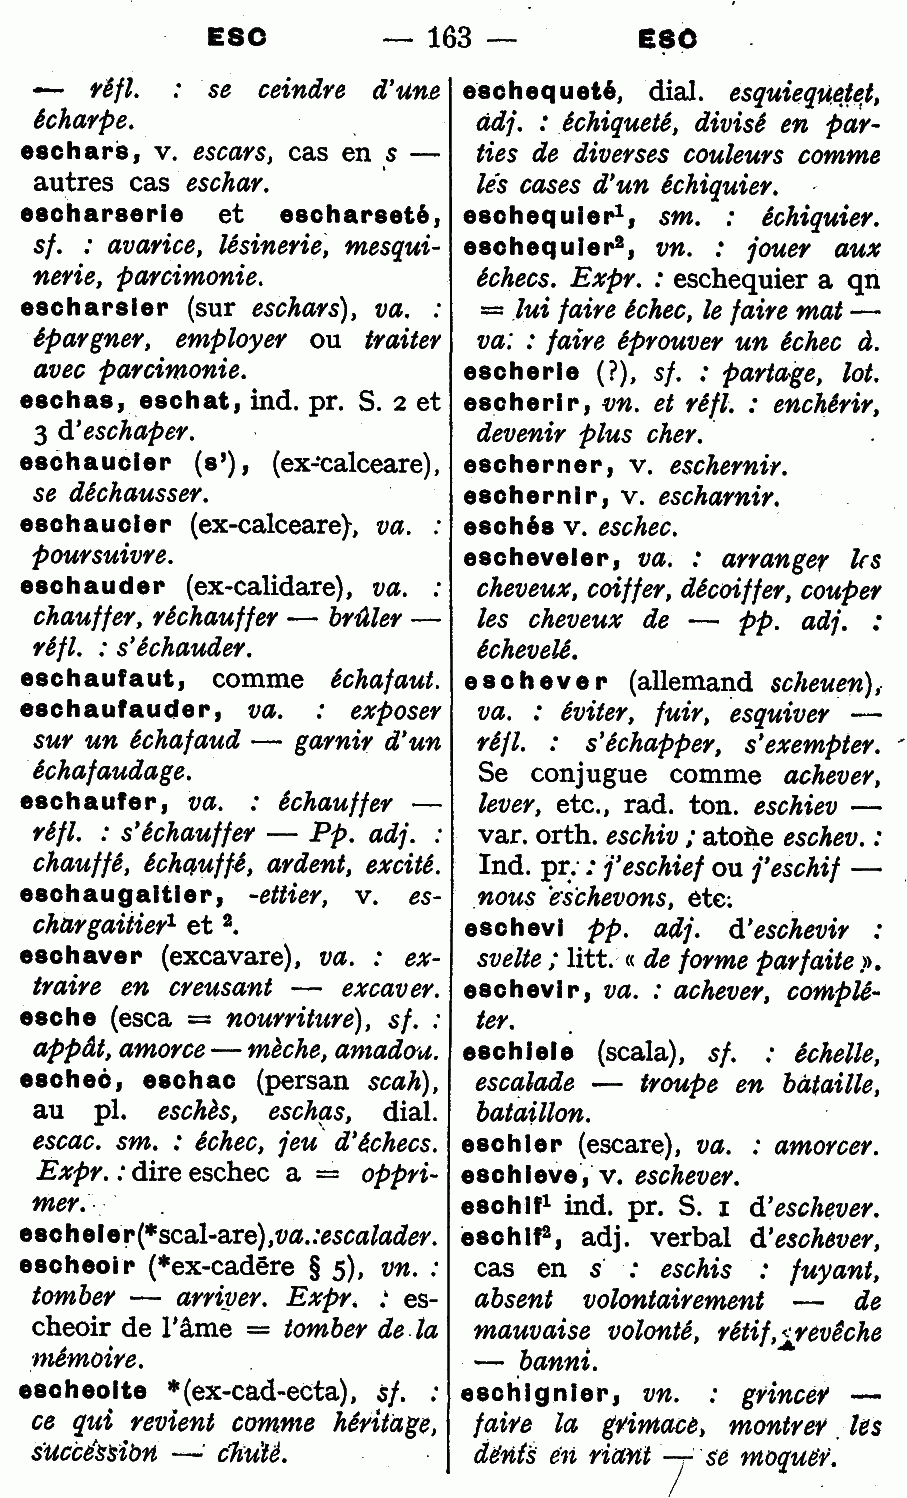 ESC — 163 — ESC
— réfl. : se ceindre d'une
écharpe.
eschars, v. escars, cas en s —
autres cas eschar.
escharserie et escharseté,
sf. : avarice, lésinerie, mesqui-
nerie, parcimonie.
escharsier (sur eschars), va. :
épargner, employer ou traiter
avec parcimonie.
eschas, eschat, ind. pr. S. 2 et
3 d'eschaper.
eschaucier (s'), (ex-calceare),
se déchausser.
eschaucier (ex-calceare), va. :
poursuivre.
eschauder (ex-calidare), va. :
chauffer, réchauffer — brûler —
réfl. : s'échauder.
eschaufaut, comme échafaut.
eschaufauder, va. : exposer
sur un échafaud — garnir d'un
échafaudage.
eschaufer, va. : échauffer —
réfl. : s'échauffer — Pp. adj. :
chauffé, échauffé, ardent, excité.
eschaugaitier, -ettier, v. es-
chargaitier¹ et ².
eschaver (excavare), va. : ex-
traire en creusant — excaver.
esche (esca = nourriture), sf. :
appât, amorce — mèche, amadou.
eschec, eschac (persan scah),
au pl. eschès, eschas, dial.
escac. sm. : échec, jeu d'échecs.
Expr. : dire eschec a = oppri-
mer.
escheler (*scal-are), va. : escalader.
escheoir (*ex-cadēre § 5), vn. :
tomber — arriver. Expr. : es-
cheoir de l'âme = tomber de la
mémoire.
escheoite *(ex-cad-ecta), sf. :
ce qui revient comme héritage,
succéssion — chute.
eschequeté, dial. esquiequetet,
adj. : échiqueté, divisé en par-
ties de diverses couleurs comme
les cases d'un échiquier.
eschequier¹, sm. : échiquier.
eschequier², vn. : jouer aux
échecs. Expr. : eschequier a qn
= lui faire échec, le faire mat —
va. : faire éprouver un échec à.
escherie (?), sf. : partage, lot.
escherir, vn. et réfl. : enchérir,
devenir plus cher.
escherner, v. eschernir.
eschernir, v. escharnir.
eschés v. eschec.
escheveler, va. : arranger les
cheveux, coiffer, décoiffer, couper
les cheveux de — pp. adj. :
échevelé.
eschever (allemand scheuen),
va. : éviter, fuir, esquiver —
réfl. : s'échapper, s'exempter.
Se conjugue comme achever,
lever, etc., rad. ton. eschiev —
var. orth. eschiv ; atone eschev. :
Ind. pr. : j'eschief ou j'eschif —
nous eschevons, etc.
eschevi pp. adj. d'eschevir :
svelte ; litt. « de forme parfaite ».
eschevir, va. : achever, complé-
ter.
eschiele (scala), sf. : échelle,
escalade — troupe en bataille,
bataillon.
eschier (escare), va. : amorcer.
eschieve, v. eschever.
eschif¹ ind. pr. S. 1 d'eschever.
eschif², adj. verbal d'eschever,
cas en s : eschis : fuyant,
absent volontairement — de
mauvaise volonté, rétif, revêche
— banni.
eschignier, vn. : grincer —
faire la grimace, montrer les
dents en riant — se moquer.